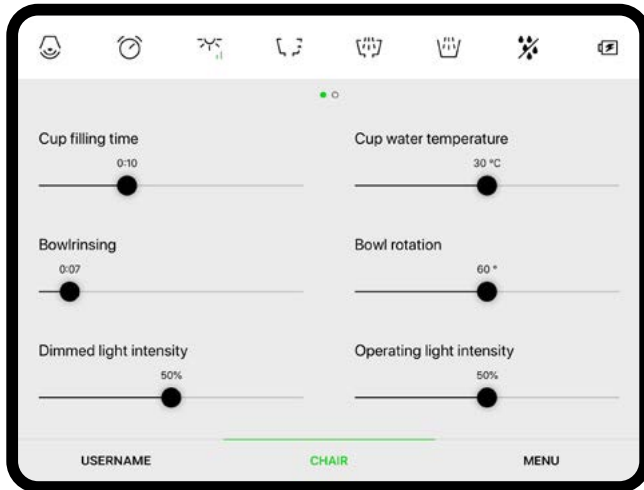 Cup filling time
0:10
Cup water temperature
30 °C
Bowlrinsing
0:07
Bowl rotation
60 °
Dimmed light intensity
50%
Operating light intensity
50%
USERNAME
CHAIR
MENU